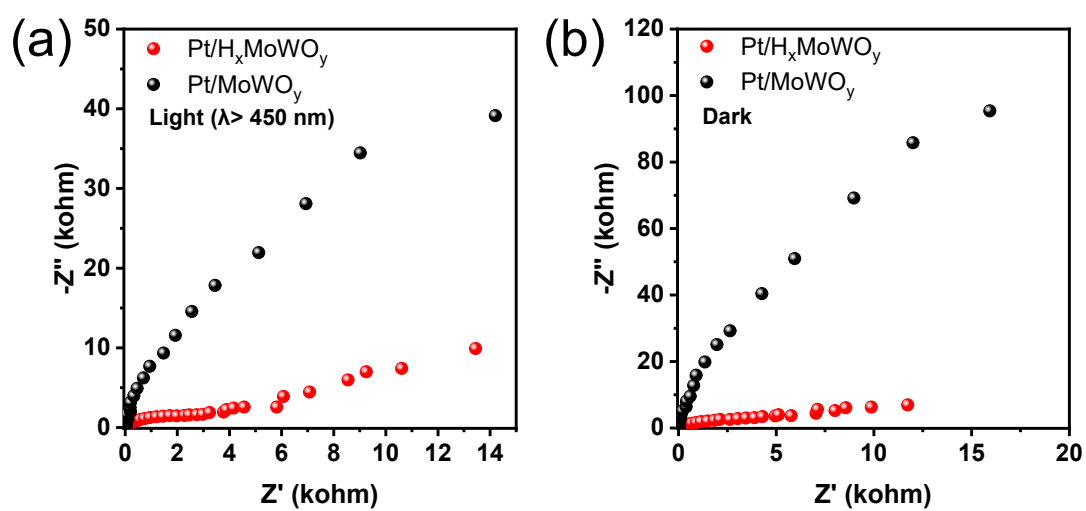 (a)
50
40
30
20
10
0
-Z'' (kohm)
Pt/HxMoWOy
Pt/MoWOy
Light (λ> 450 nm)
0 2 4 6 8 10 12 14
Z' (kohm)
(b)
120
100
80
60
40
20
0
-Z'' (kohm)
Pt/HxMoWOy
Pt/MoWOy
Dark
0 5 10 15 20
Z' (kohm)